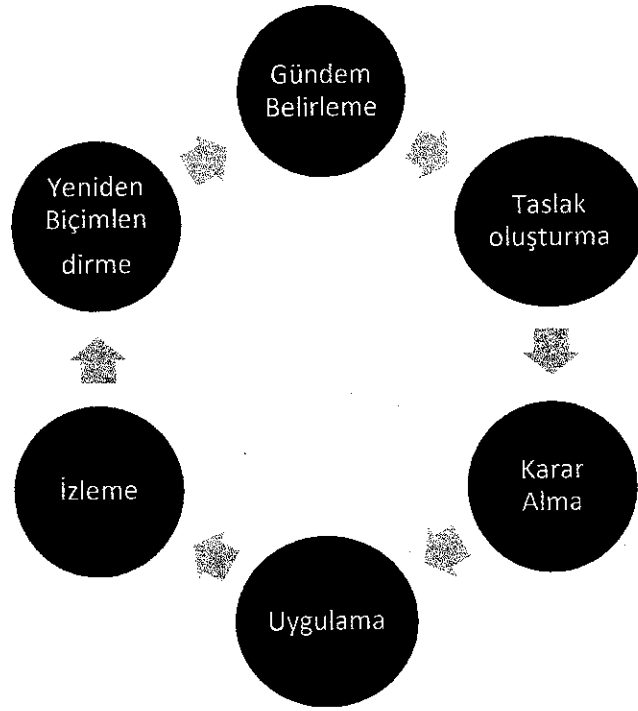 Gündem
Belirleme
Taslak
oluşturma
Karar
Alma
Uygulama
İzleme
Yeniden
Biçimlen
dirme